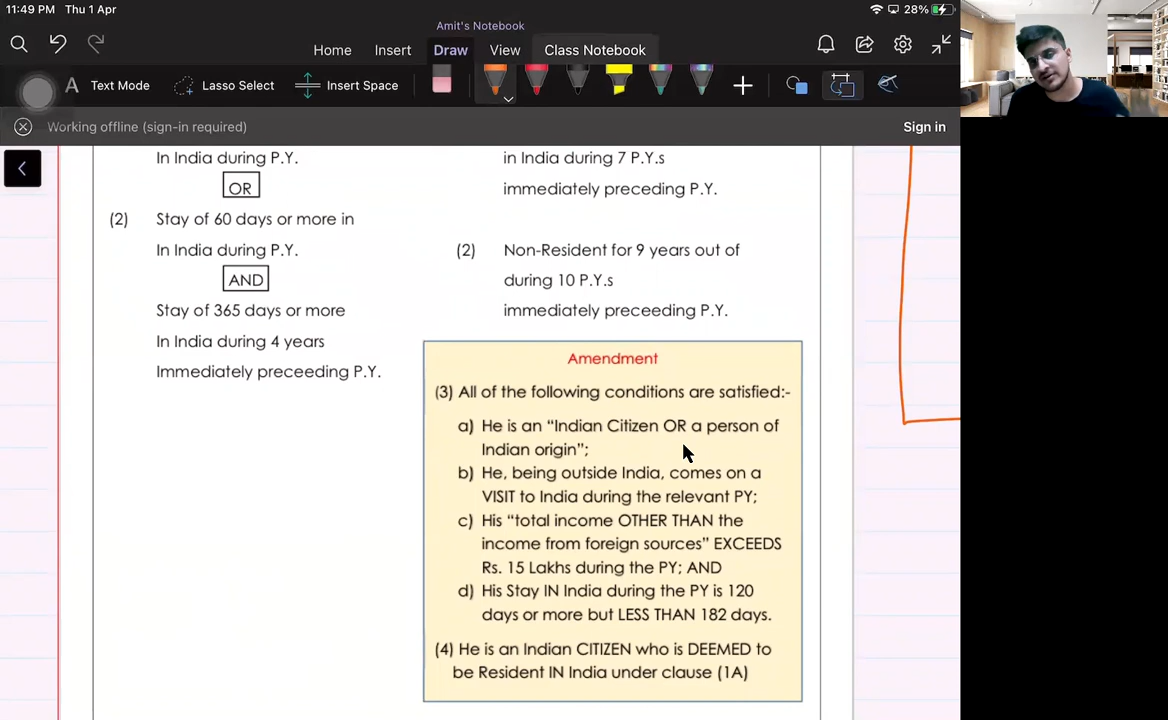 11:49 PM Thu 1 Apr
28%
Amit's Notebook
Home Insert Draw View Class Notebook
Text Mode Lasso Select Insert Space
Working offline (sign-in required) Sign in
In India during P.Y.
OR
(2) Stay of 60 days or more in
In India during P.Y.
AND
Stay of 365 days or more
In India during 4 years
Immediately preceeding P.Y.
in India during 7 P.Y.s
immediately preceding P.Y.
(2) Non-Resident for 9 years out of
during 10 P.Y.s
immediately preceeding P.Y.
Amendment
(3) All of the following conditions are satisfied:-
a) He is an “Indian Citizen OR a person of
Indian origin”;
b) He, being outside India, comes on a
VISIT to India during the relevant PY;
c) His “total income OTHER THAN the
income from foreign sources” EXCEEDS
Rs. 15 Lakhs during the PY; AND
d) His Stay IN India during the PY is 120
days or more but LESS THAN 182 days.
(4) He is an Indian CITIZEN who is DEEMED to
be Resident IN India under clause (1A)